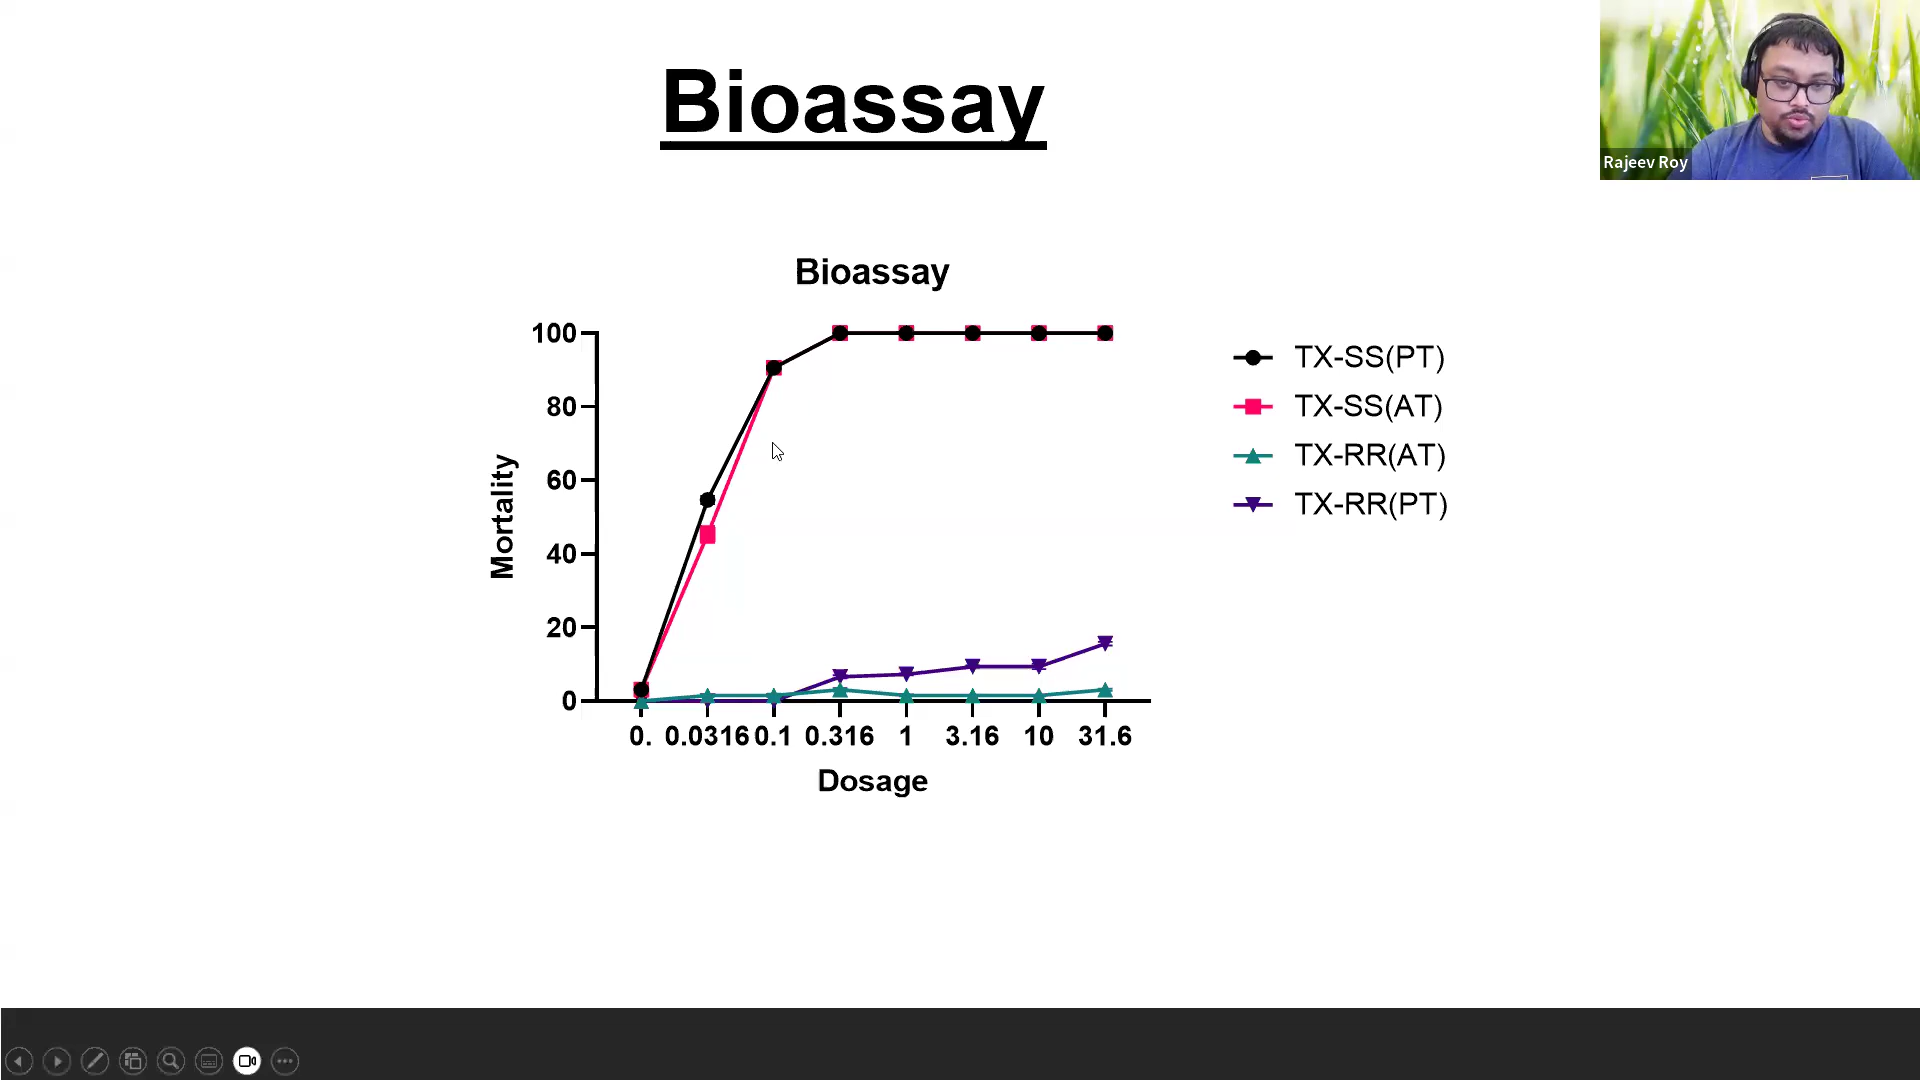 Bioassay
Rajeev Roy
Bioassay
100
80
60
40
20
0
Mortality
0. 0.0316 0.1 0.316 1 3.16 10 31.6
Dosage
TX-SS(PT)
TX-SS(AT)
TX-RR(AT)
TX-RR(PT)